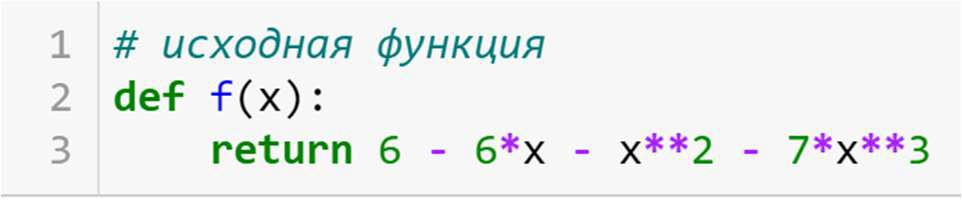 1 # исходная функция
2 def f(x):
3     return 6 - 6*x - x**2 - 7*x**3